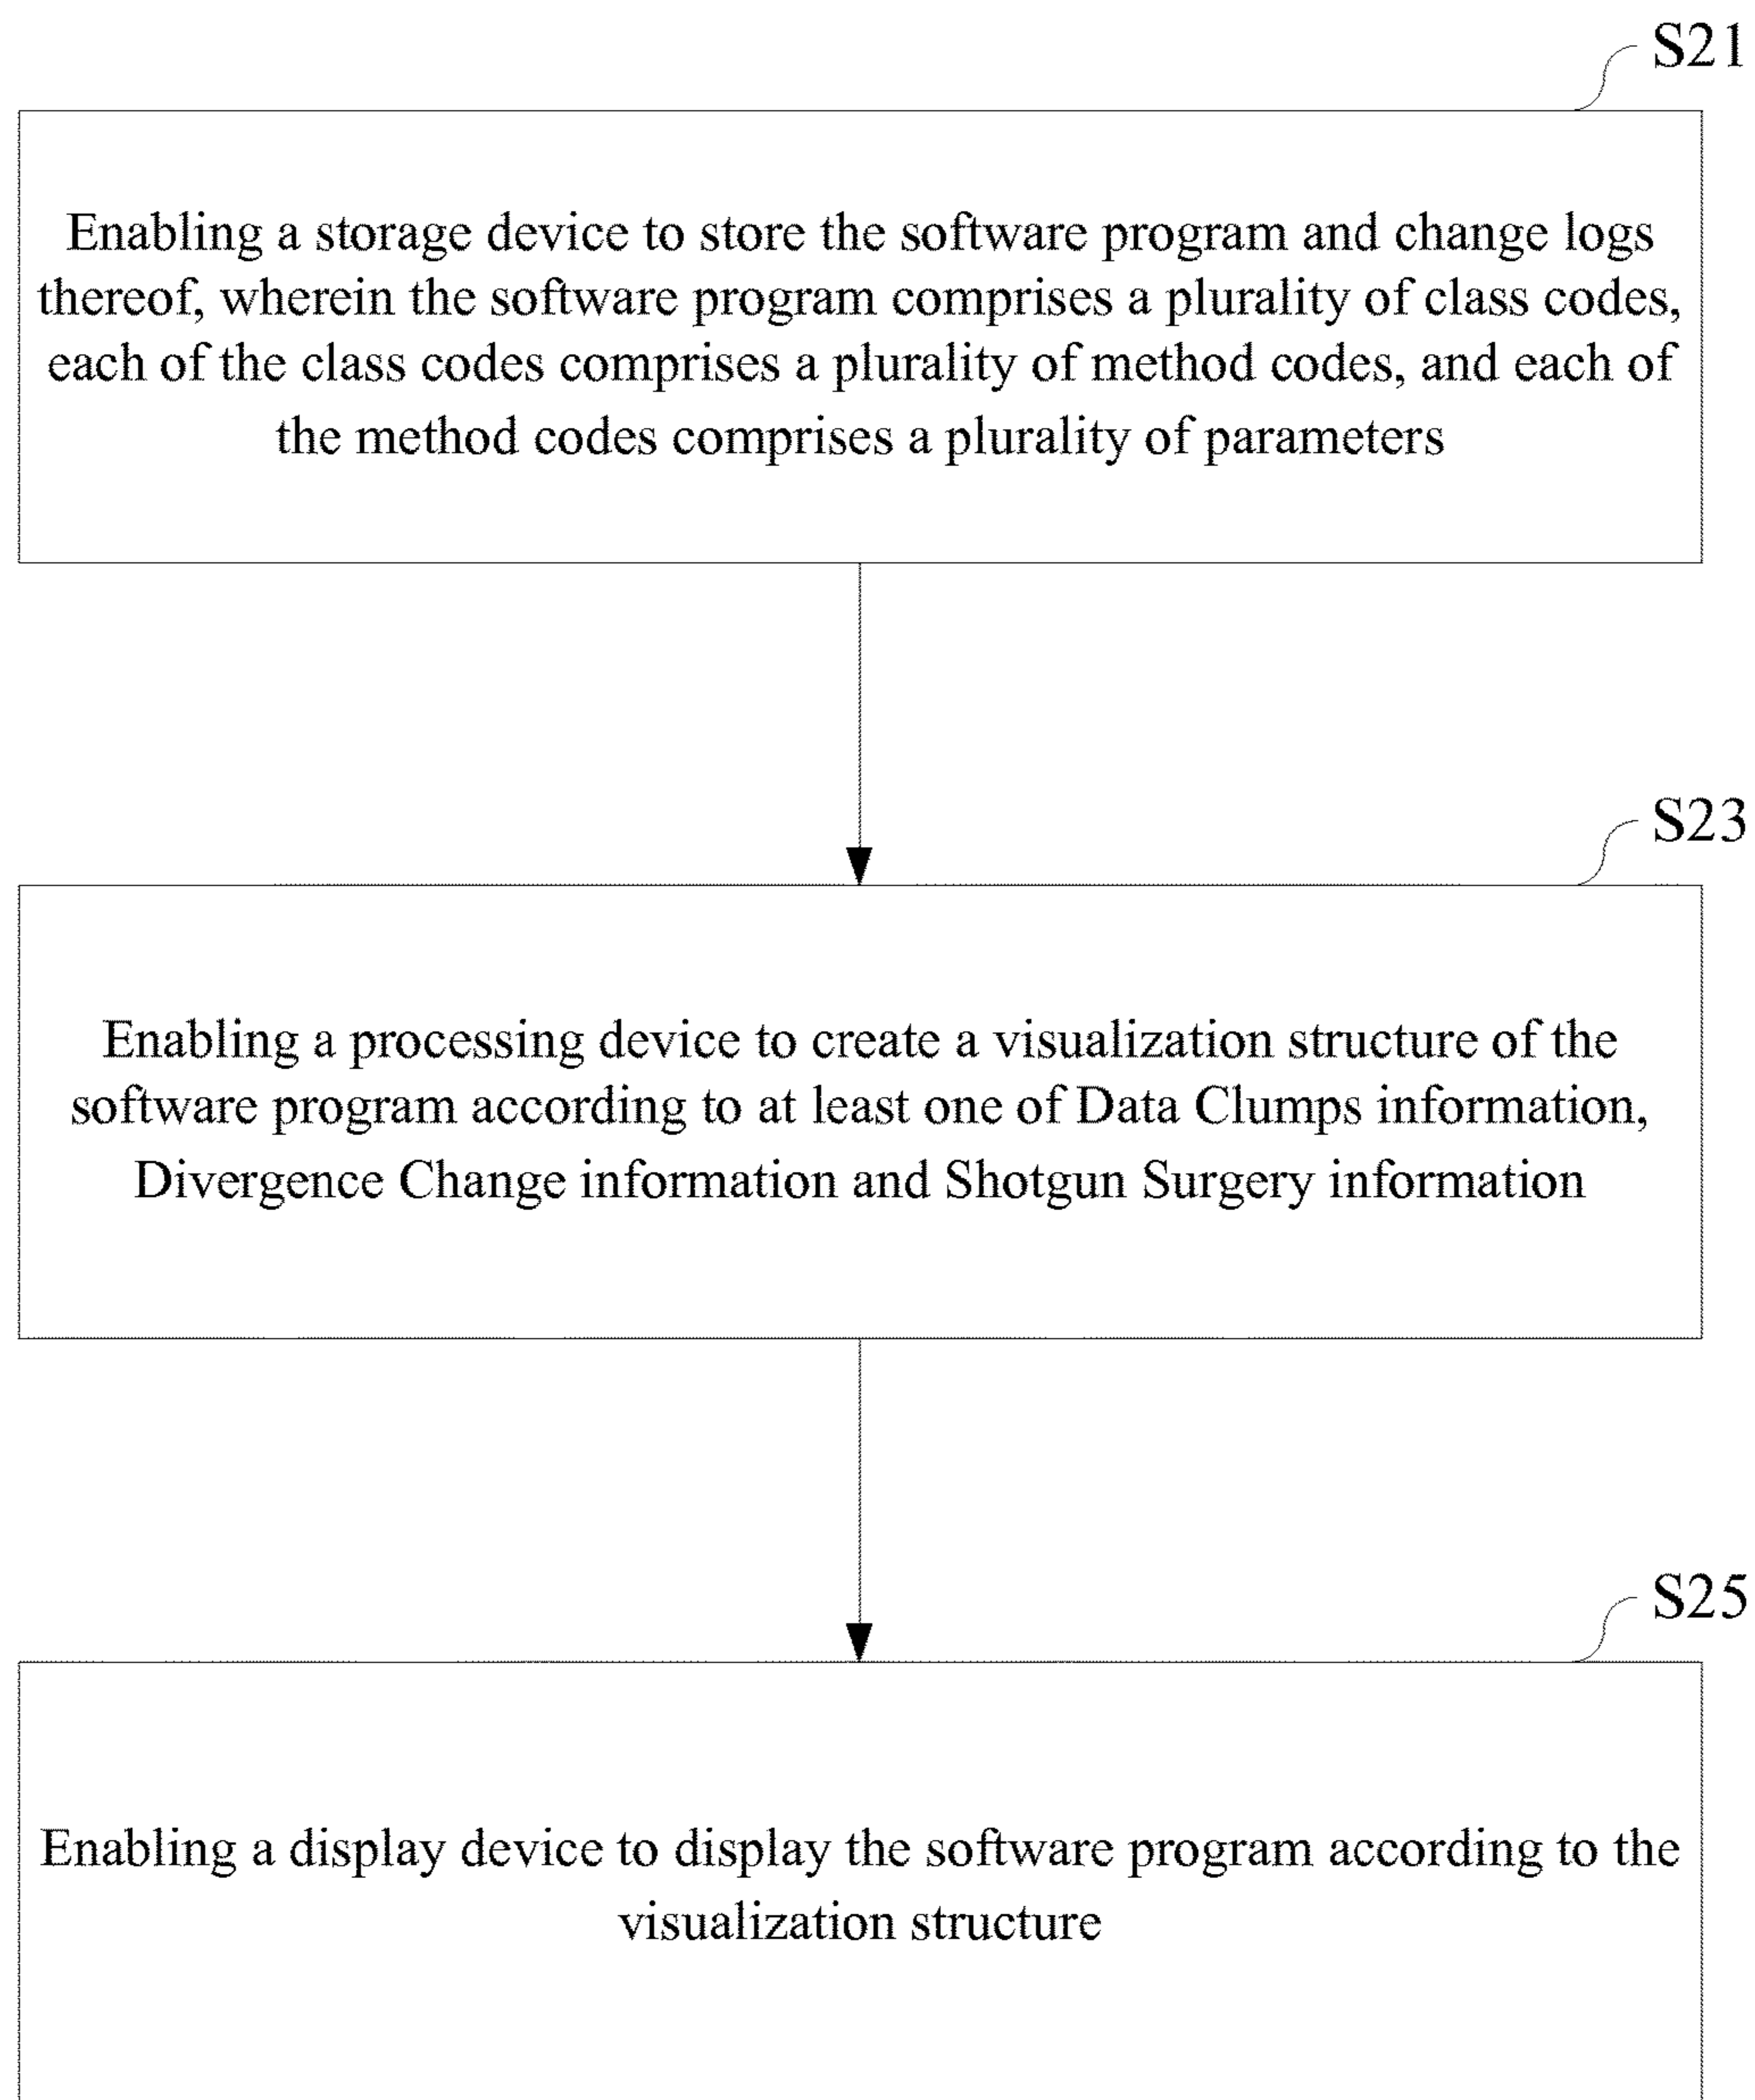 S21
Enabling a storage device to store the software program and change logs
thereof, wherein the software program comprises a plurality of class codes,
each of the class codes comprises a plurality of method codes, and each of
the method codes comprises a plurality of parameters
S23
Enabling a processing device to create a visualization structure of the
software program according to at least one of Data Clumps information,
Divergence Change information and Shotgun Surgery information
S25
Enabling a display device to display the software program according to the
visualization structure